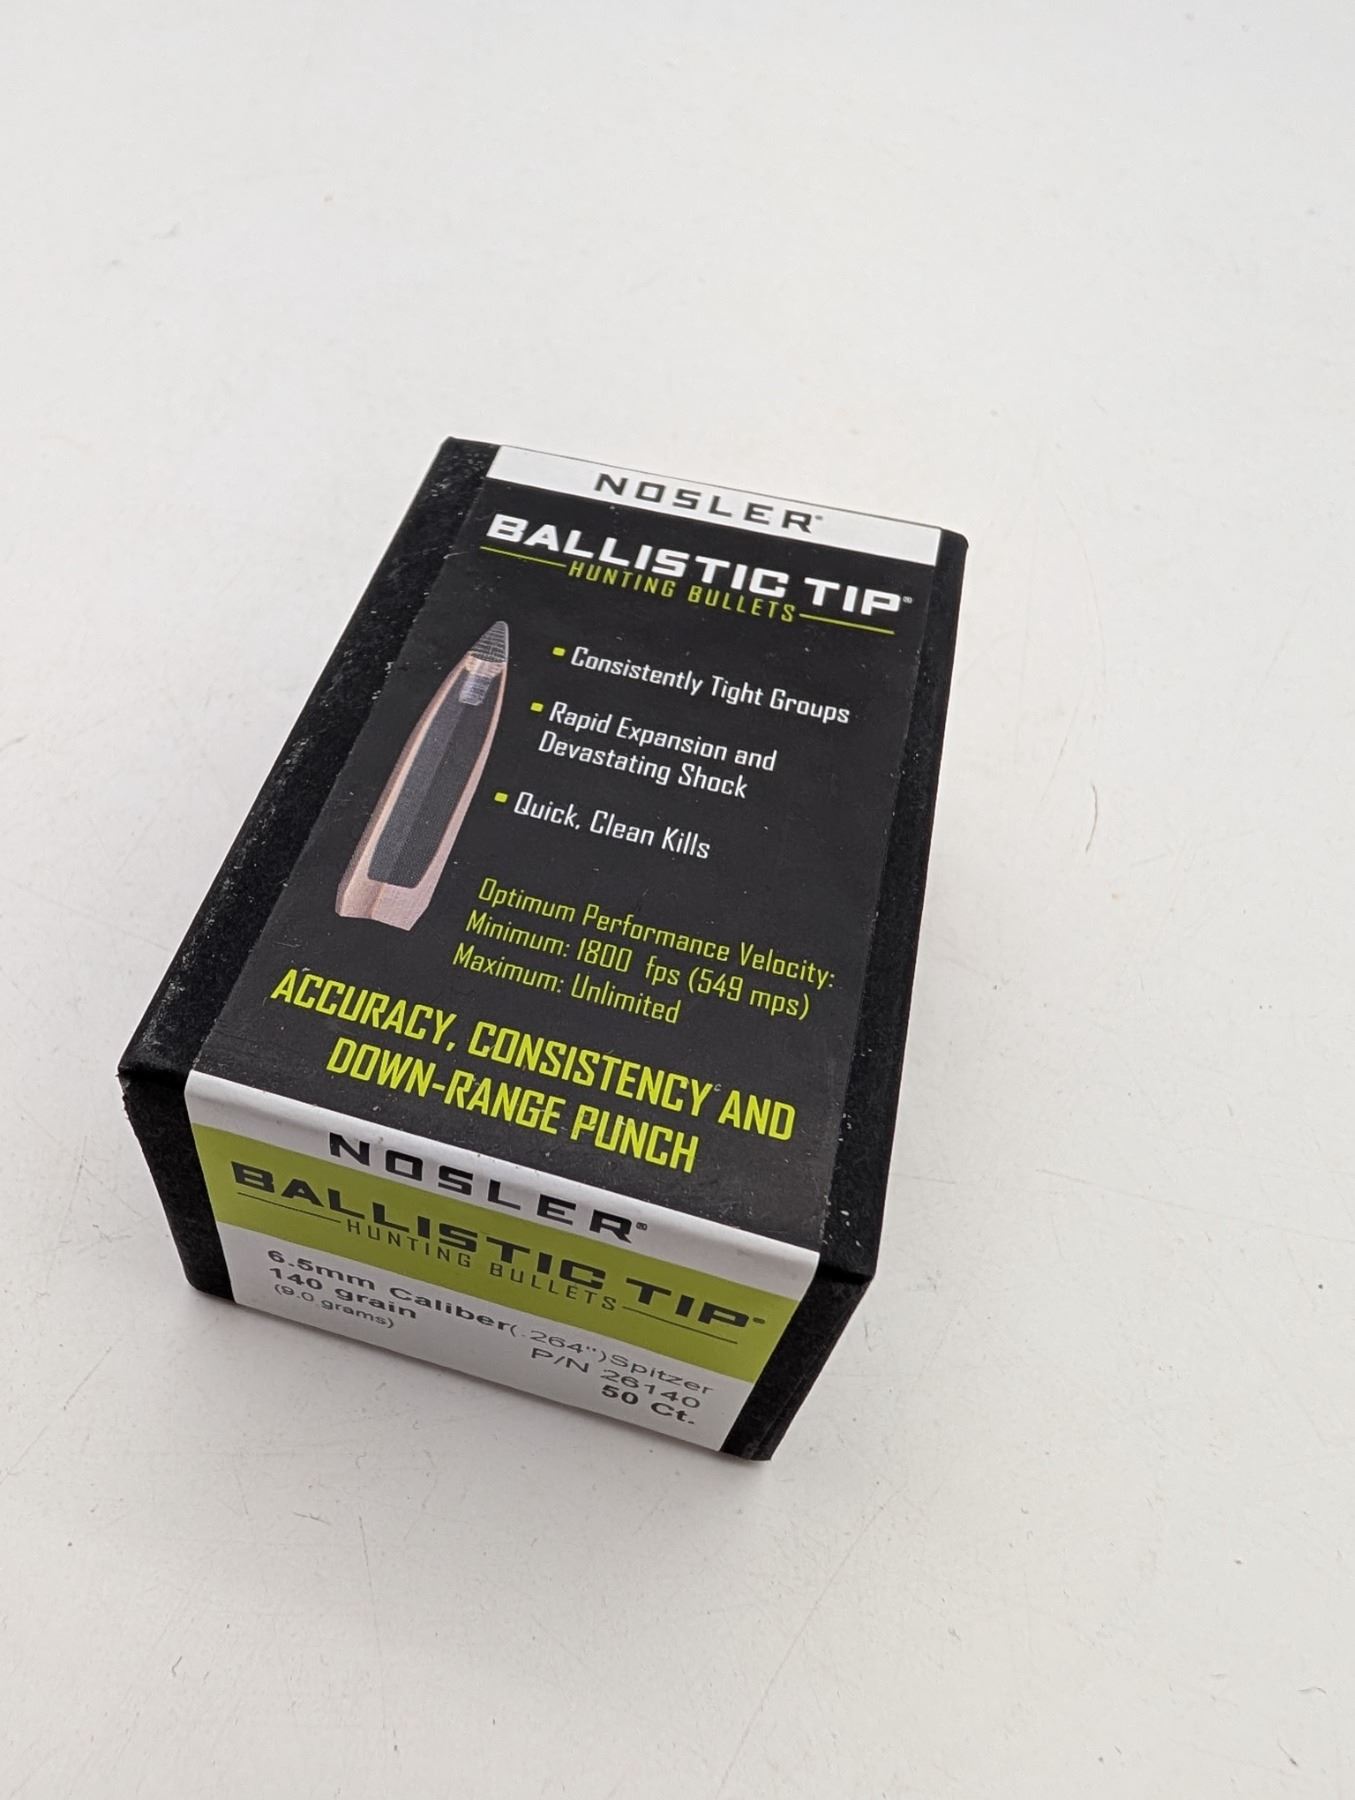 NOSLER®
BALLISTIC TIP®
HUNTING BULLETS
• Consistently Tight Groups
• Rapid Expansion and
Devastating Shock
• Quick, Clean Kills
Optimum Performance Velocity:
Minimum: 1800 fps (549 mps)
Maximum: Unlimited
ACCURACY, CONSISTENCY AND
DOWN-RANGE PUNCH
NOSLER®
BALLISTIC TIP®
HUNTING BULLETS
6.5mm Caliber(.264")Spitzer
140 grain P/N 26140
(9.0 grams) 50 Ct.